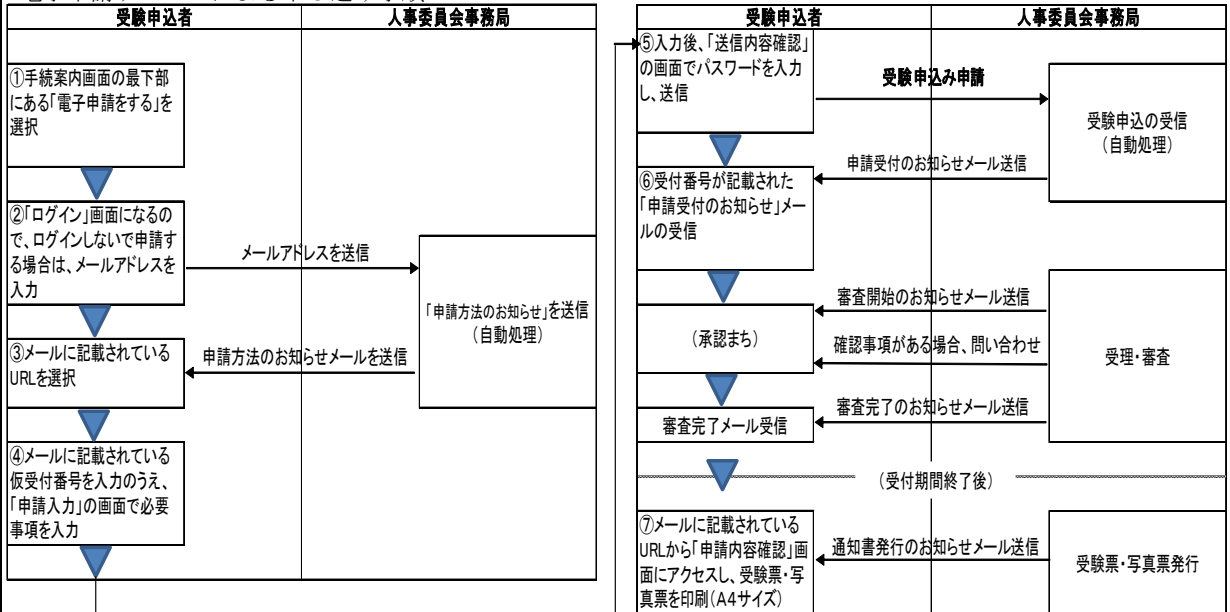 受験申込者
人事委員会事務局
①手続案内画面の最下部
にある「電子申請をする」を
選択
②「ログイン」画面になるの
で、ログインしないで申請す
る場合は、メールアドレスを
入力
メールアドレスを送信
「申請方法のお知らせ」を送信
(自動処理)
③メールに記載されている
URLを選択
申請方法のお知らせメールを送信
④メールに記載されている
仮受付番号を入力のうえ、
「申請入力」の画面で必要
事項を入力
受験申込者
人事委員会事務局
⑤入力後、「送信内容確認」
の画面でパスワードを入力
し、送信
受験申込み申請
受験申込の受信
(自動処理)
申請受付のお知らせメール送信
⑥受付番号が記載された
「申請受付のお知らせ」メー
ルの受信
審査開始のお知らせメール送信
(承認まち)
確認事項がある場合、問い合わせ
受理・審査
審査完了のお知らせメール送信
審査完了メール受信
(受付期間終了後)
⑦メールに記載されている
URLから「申請内容確認」画
面にアクセスし、受験票・写
真票を印刷(A4サイズ)
通知書発行のお知らせメール送信
受験票・写真票発行